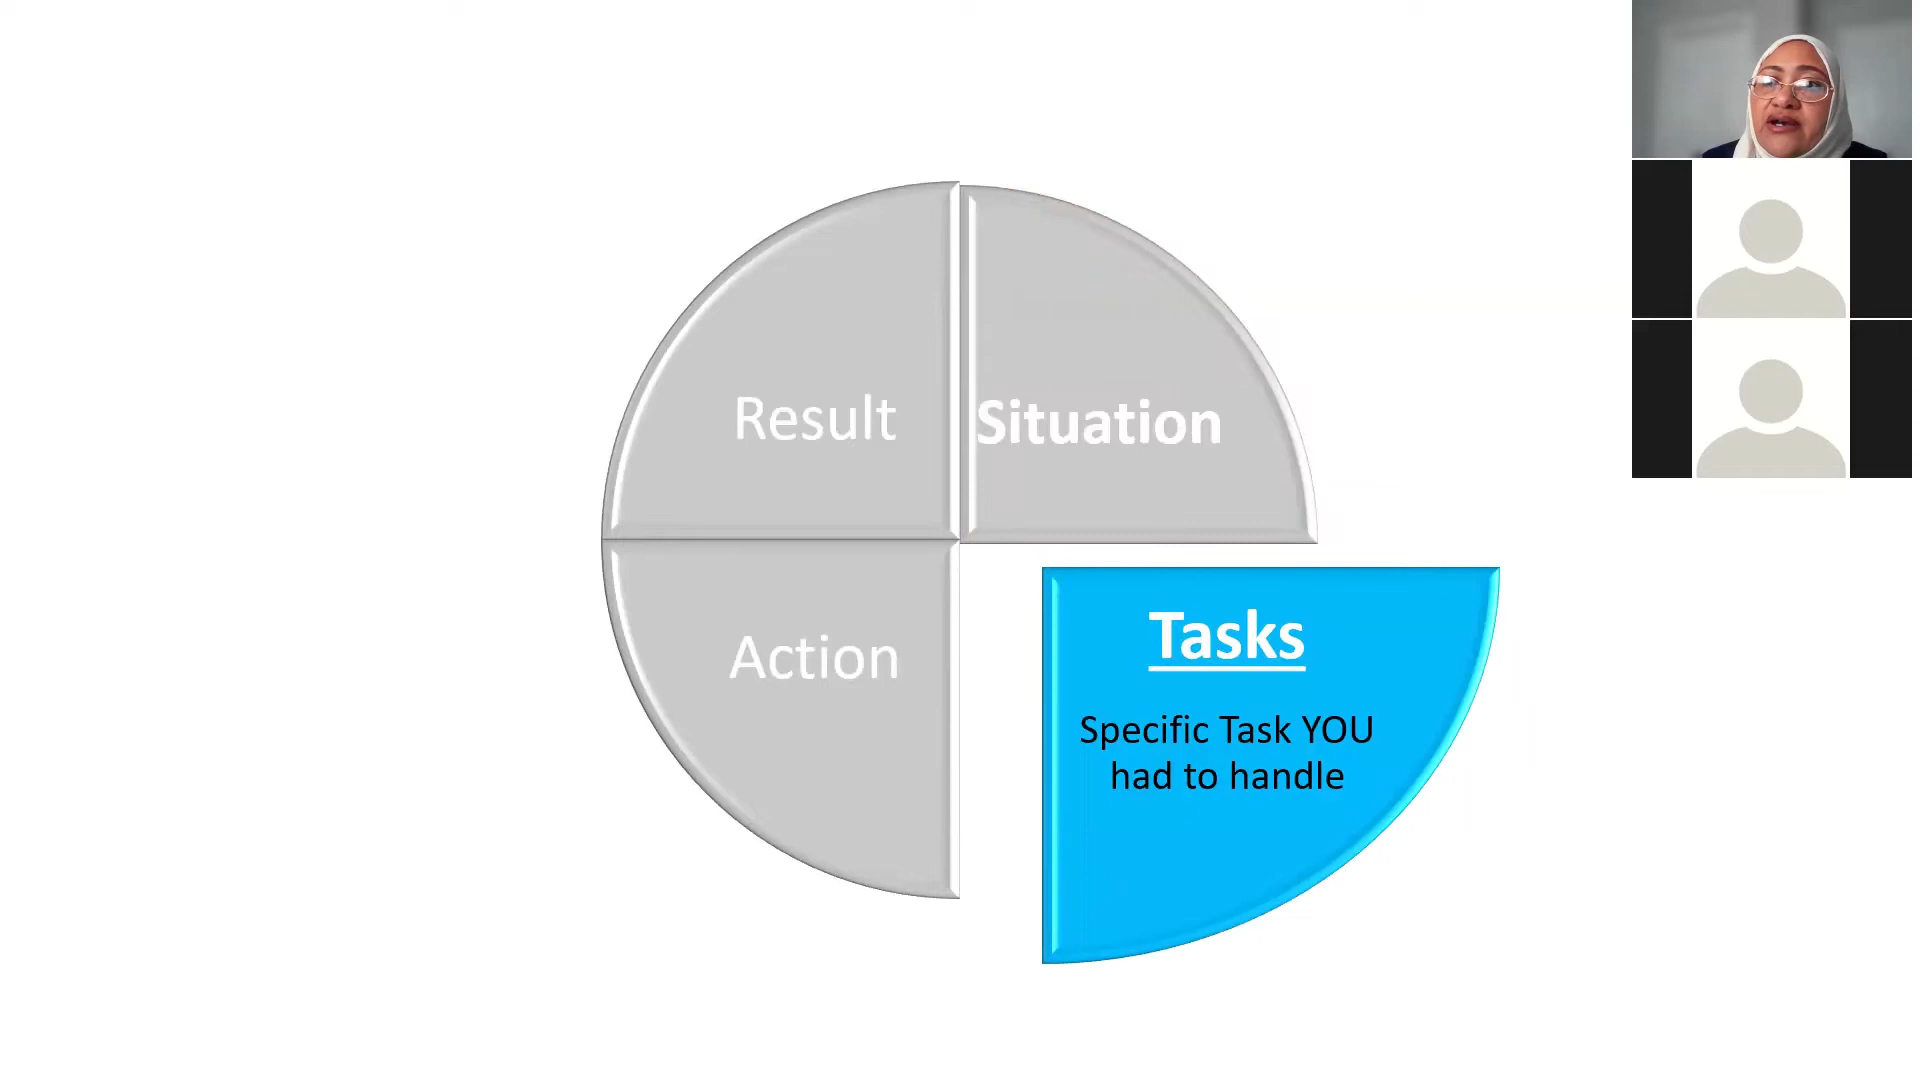 Result
Situation
Action
Tasks
Specific Task YOU
had to handle